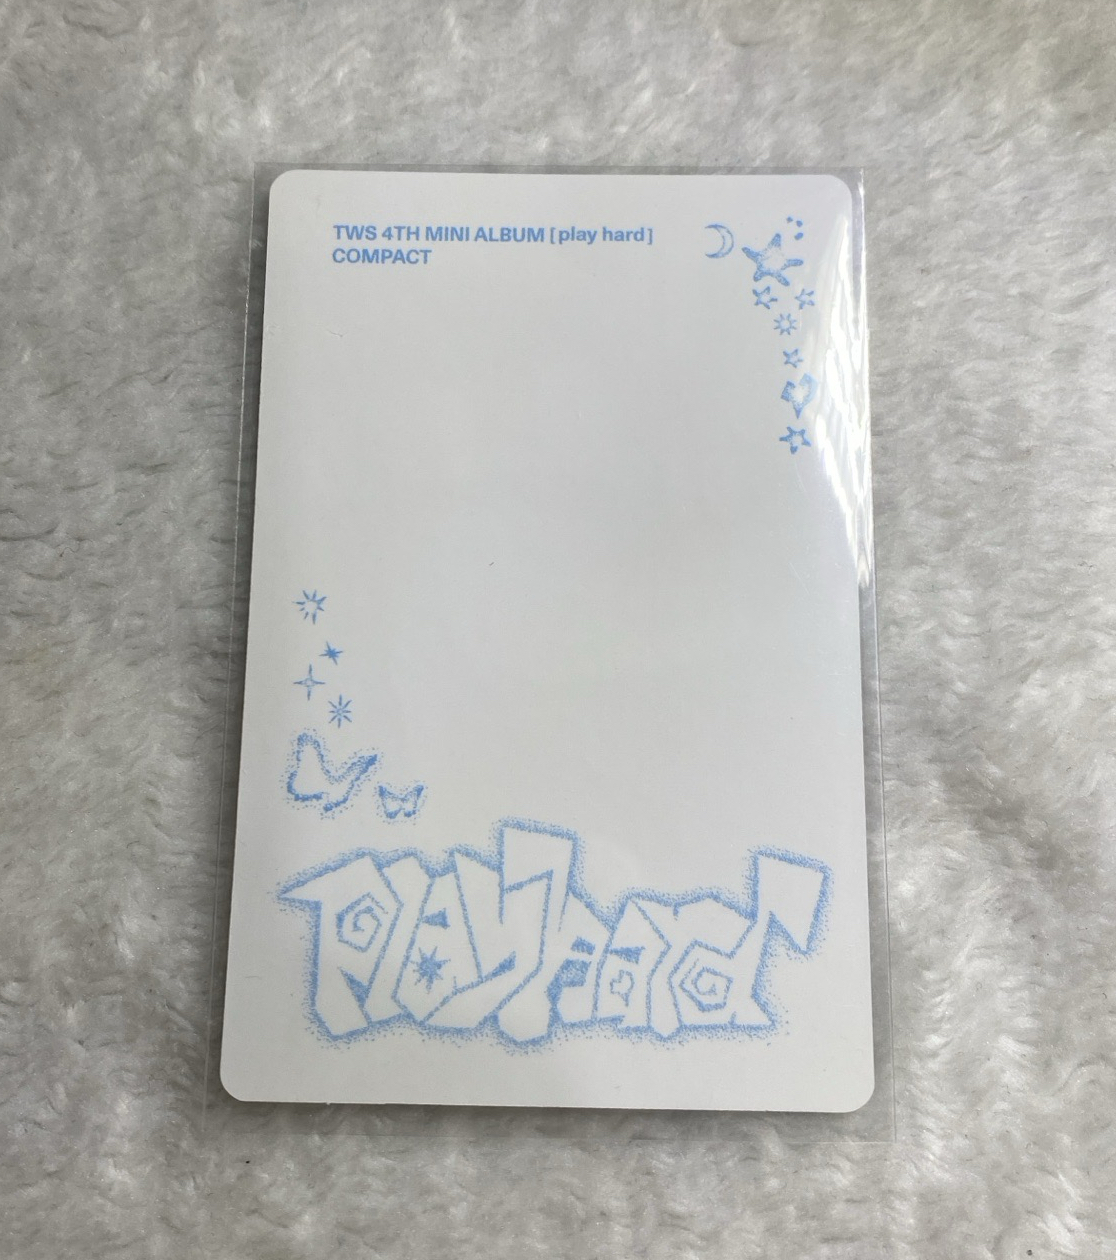 TWS 4TH MINI ALBUM [play hard]
COMPACT
PLAY hard